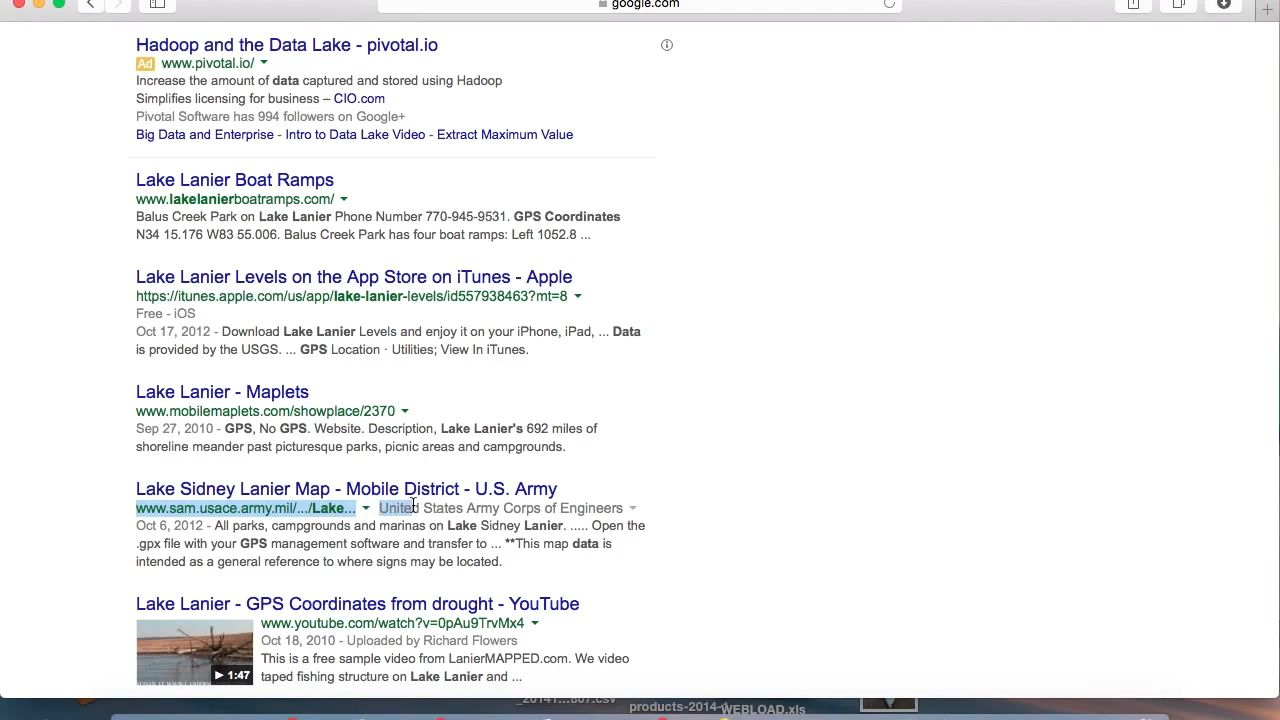 google.com
Hadoop and the Data Lake - pivotal.io
Ad www.pivotal.io/
Increase the amount of data captured and stored using Hadoop
Simplifies licensing for business – CIO.com
Pivotal Software has 994 followers on Google+
Big Data and Enterprise - Intro to Data Lake Video - Extract Maximum Value
Lake Lanier Boat Ramps
www.lakelanierboatramps.com/
Balus Creek Park on Lake Lanier Phone Number 770-945-9531. GPS Coordinates
N34 15.176 W83 55.006. Balus Creek Park has four boat ramps: Left 1052.8 ...
Lake Lanier Levels on the App Store on iTunes - Apple
https://itunes.apple.com/us/app/lake-lanier-levels/id557938463?mt=8
Free - iOS
Oct 17, 2012 - Download Lake Lanier Levels and enjoy it on your iPhone, iPad, ... Data
is provided by the USGS. ... GPS Location · Utilities; View In iTunes.
Lake Lanier - Maplets
www.mobilemaplets.com/showplace/2370
Sep 27, 2010 - GPS, No GPS. Website. Description, Lake Lanier's 692 miles of
shoreline meander past picturesque parks, picnic areas and campgrounds.
Lake Sidney Lanier Map - Mobile District - U.S. Army
www.sam.usace.army.mil/.../Lake... United States Army Corps of Engineers
Oct 6, 2012 - All parks, campgrounds and marinas on Lake Sidney Lanier. ..... Open the
.gpx file with your GPS management software and transfer to ... **This map data is
intended as a general reference to where signs may be located.
Lake Lanier - GPS Coordinates from drought - YouTube
www.youtube.com/watch?v=0pAu9TrvMx4
Oct 18, 2010 - Uploaded by Richard Flowers
This is a free sample video from LanierMAPPED.com. We video
1:47
taped fishing structure on Lake Lanier and ...
products-2014-
WEBLOAD.xls